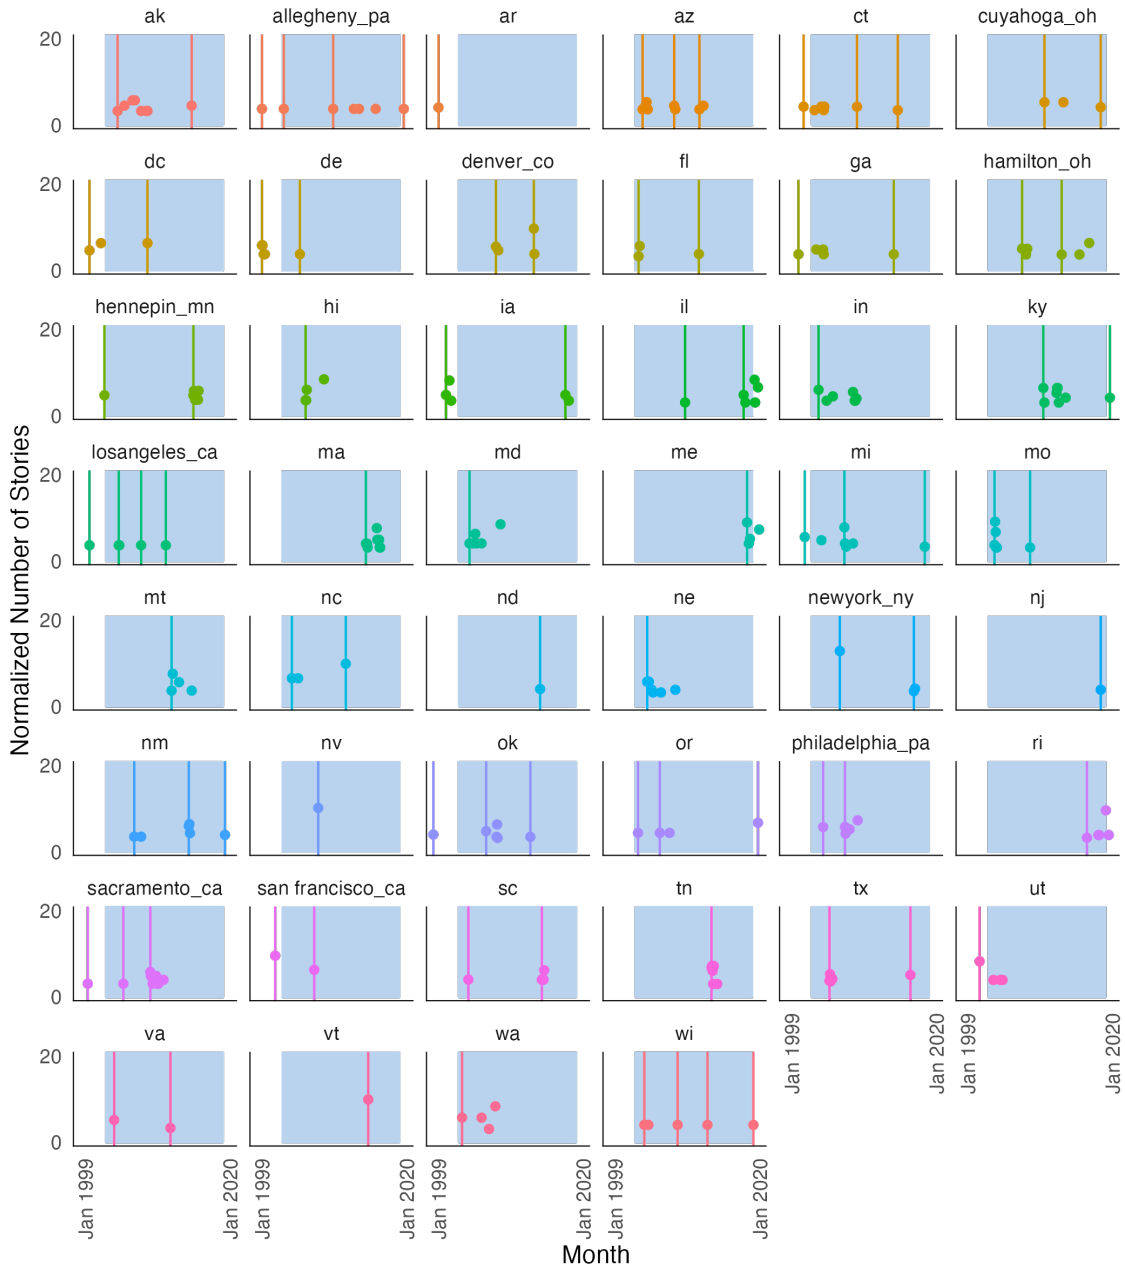 ak allegheny_pa ar az ct cuyahoga_oh
20
0
dc de denver_co fl ga hamilton_oh
20
0
hennepin_mn hi ia il in ky
20
0
losangeles_ca ma md me mi mo
20
0
mt nc nd ne newyork_ny nj
20
0
nm nv ok or philadelphia_pa ri
20
0
sacramento_ca san francisco_ca sc tn tx ut
20
0
va vt wa wi
20
0
Jan 1999 Jan 2020 Jan 1999 Jan 2020
Jan 1999 Jan 2020 Jan 1999 Jan 2020 Jan 1999 Jan 2020 Jan 1999 Jan 2020
Month
Normalized Number of Stories